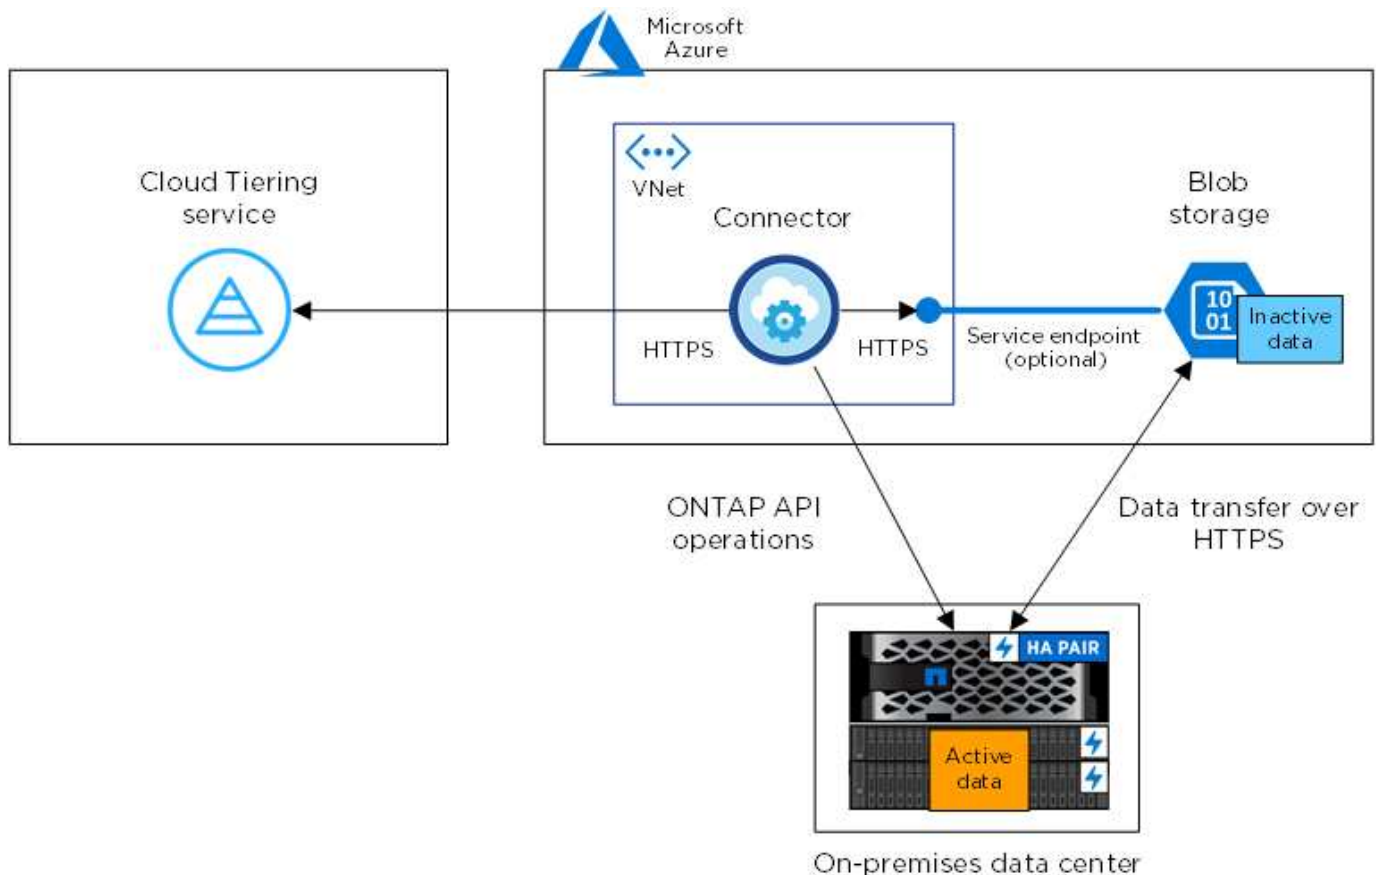 Microsoft
Azure
Cloud Tiering
service
VNet
Connector
Blob
storage
10
01
Inactive
data
HTTPS
HTTPS
Service endpoint
(optional)
ONTAP API
operations
Data transfer over
HTTPS
HA PAIR
Active
data
On-premises data center